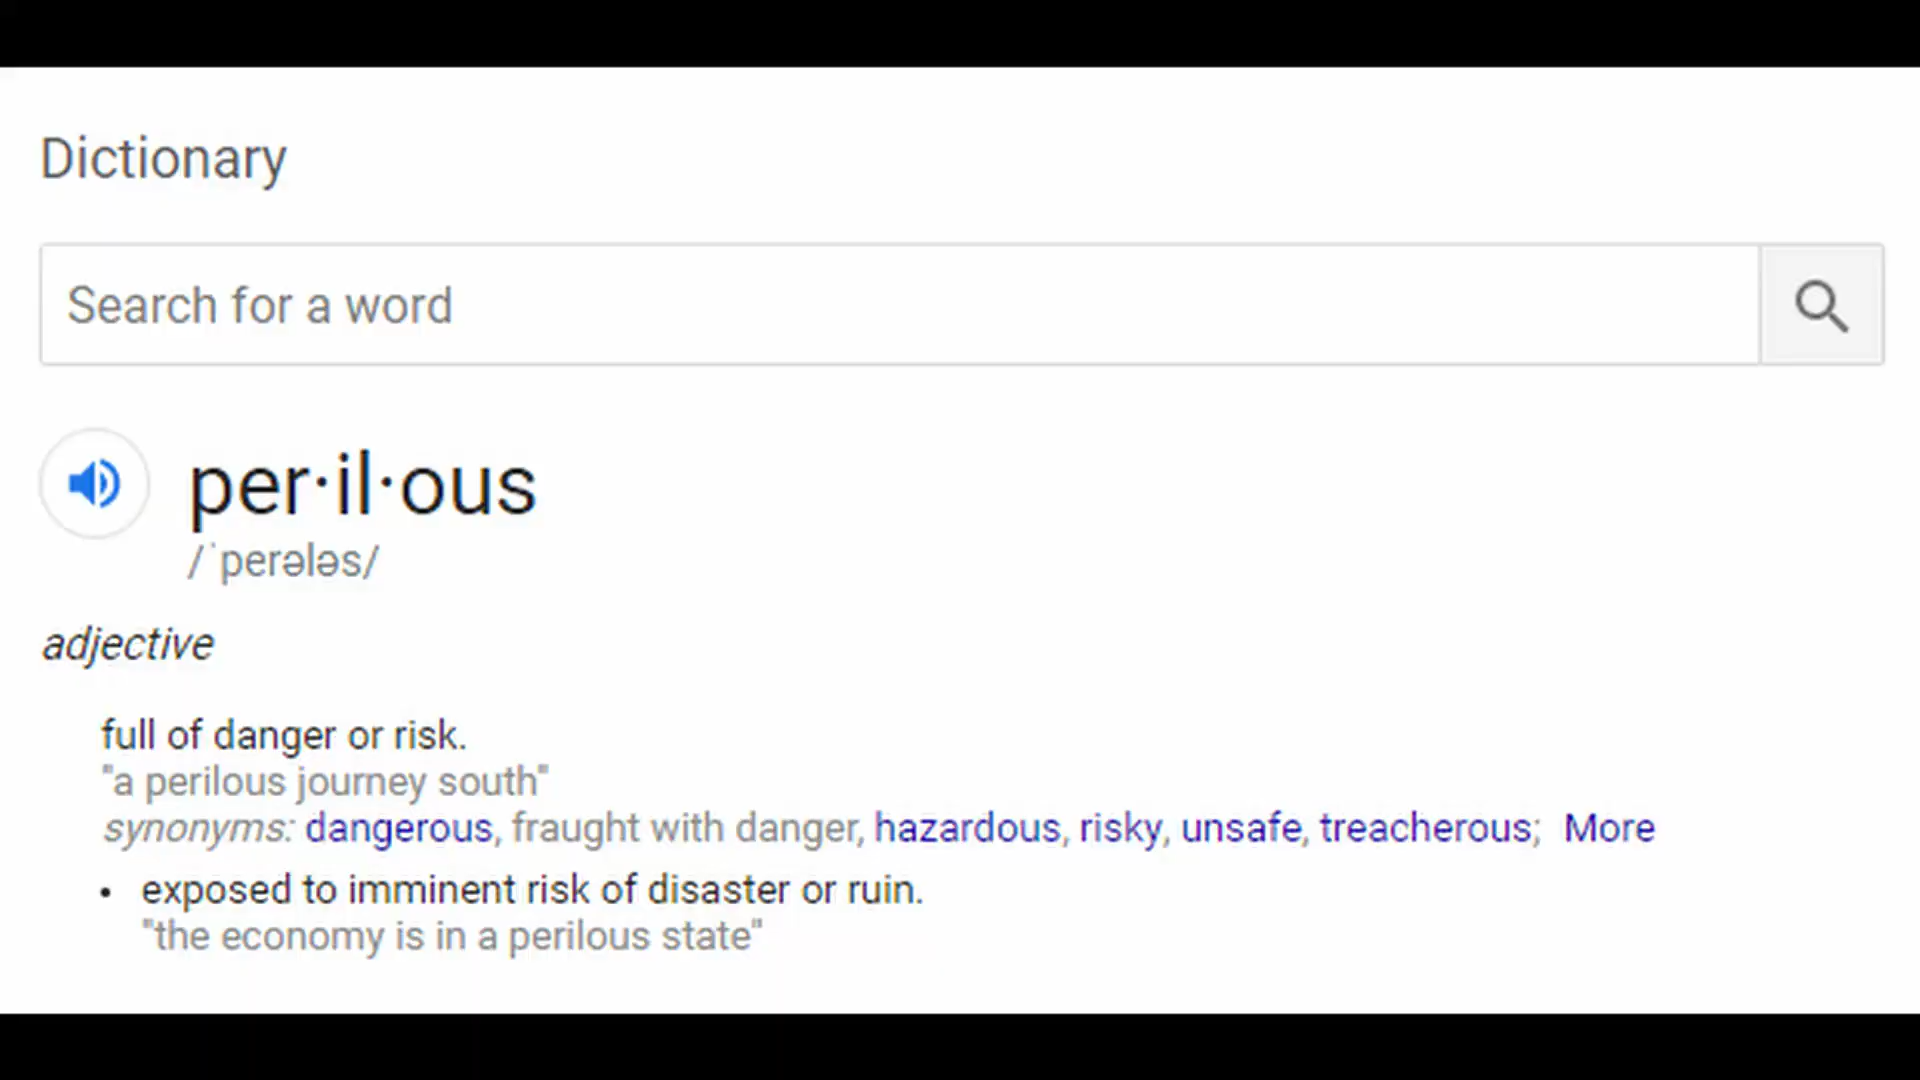 Dictionary
Search for a word
per·il·ous
/ˈperələs/
adjective
full of danger or risk.
"a perilous journey south"
synonyms: dangerous, fraught with danger, hazardous, risky, unsafe, treacherous; More
• exposed to imminent risk of disaster or ruin.
"the economy is in a perilous state"